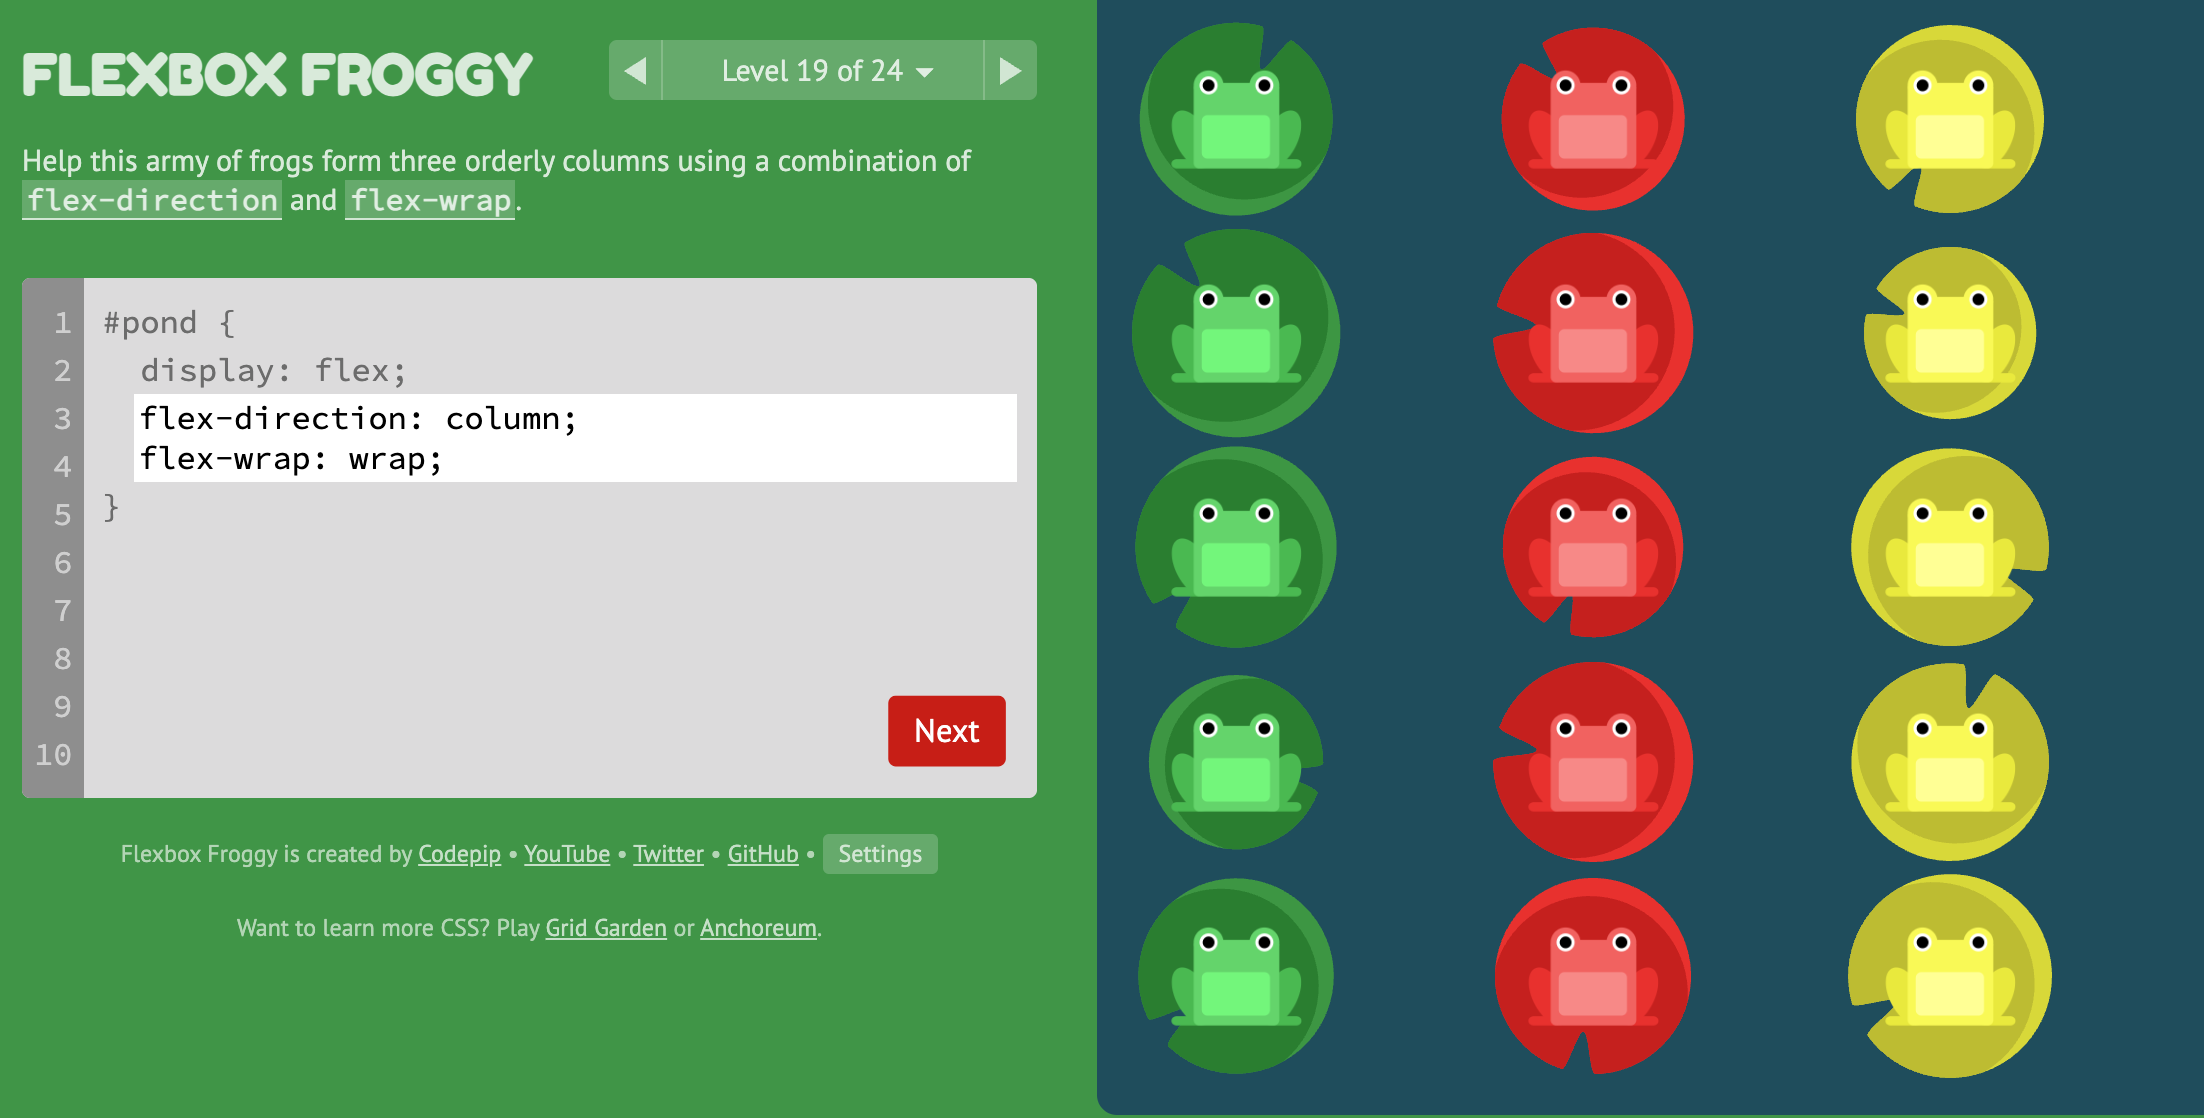 FLEXBOX FROGGY
Level 19 of 24
Help this army of frogs form three orderly columns using a combination of
flex-direction and flex-wrap.
1 #pond {
2 display: flex;
3 flex-direction: column;
4 flex-wrap: wrap;
5 }
6
7
8
9
10
Next
Flexbox Froggy is created by Codepip • YouTube • Twitter • GitHub • Settings
Want to learn more CSS? Play Grid Garden or Anchoreum.